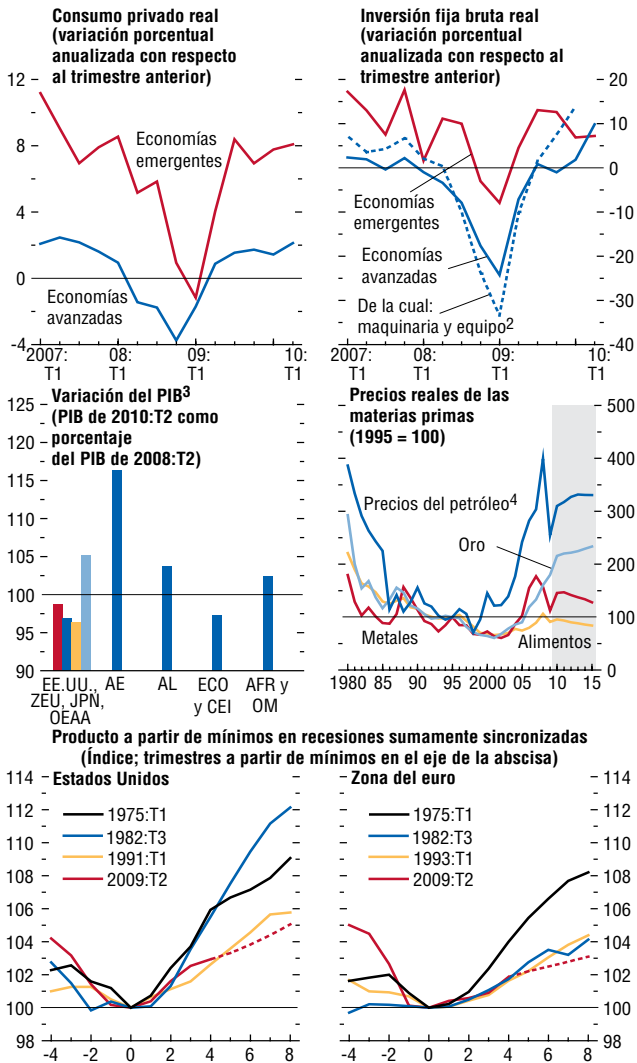 Consumo privado real
(variación porcentual
anualizada con respecto
al trimestre anterior)
12
8
4
0
-4
Economías
emergentes
Economías
avanzadas
2007:
T1
08:
T1
09:
T1
10:
T1
Inversión fija bruta real
(variación porcentual
anualizada con respecto al
trimestre anterior)
20
10
0
-10
-20
-30
-40
Economías
emergentes
Economías
avanzadas
De la cual:
maquinaria y equipo2
2007:
T1
08:
T1
09:
T1
10:
T1
Variación del PIB3
(PIB de 2010:T2 como
porcentaje
del PIB de 2008:T2)
125
120
115
110
105
100
95
90
EE.UU.,
ZEU, JPN,
OEAA
AE
AL
ECO
y CEI
AFR y
OM
Precios reales de las
materias primas
(1995 = 100)
500
400
300
200
100
0
Precios del petróleo4
Oro
Metales
Alimentos
1980 85 90 95 2000 05 10 15
Producto a partir de mínimos en recesiones sumamente sincronizadas
(Índice; trimestres a partir de mínimos en el eje de la abscisa)
Estados Unidos
114
112
110
108
106
104
102
100
98
1975:T1
1982:T3
1991:T1
2009:T2
-4 -2 0 2 4 6 8
Zona del euro
114
112
110
108
106
104
102
100
98
1975:T1
1982:T3
1993:T1
2009:T2
-4 -2 0 2 4 6 8